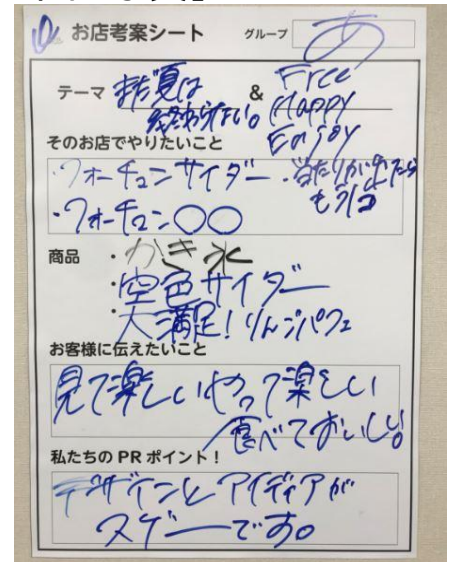 お店考案シート グループ あ
テーマ まだ夏は & Free
終わらない。 Happy
Enjoy
そのお店でやりたいこと
・フォーチュンサイダー ・当たりが出たら
もう1コ
・フォーチュン〇〇
商品 ・かき氷
・空色サイダー
・大満足!りんごパフェ
お客様に伝えたいこと
見て楽しいやって楽しい
食べておいしい。
私たちの PR ポイント!
デザインとアイディアが
スゲーです。